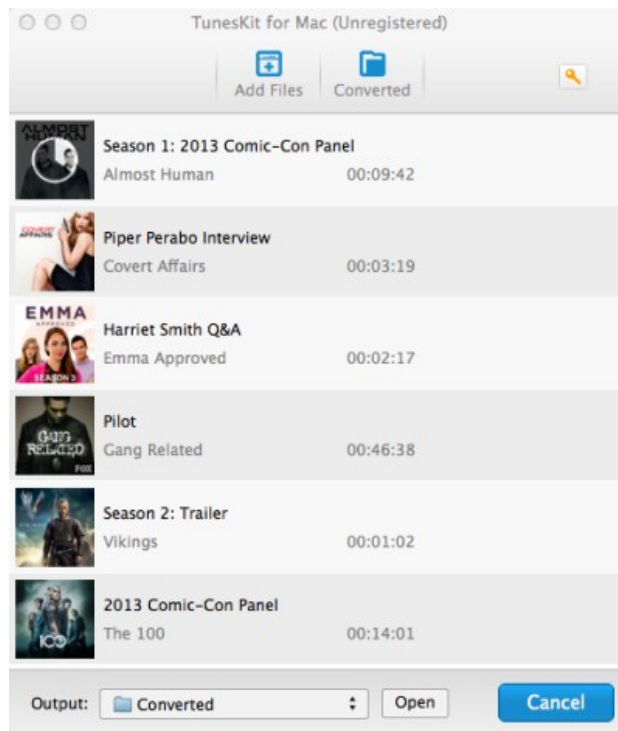 TunesKit for Mac (Unregistered)
Add Files
Converted
ALMOST
HUMAN
Season 1: 2013 Comic-Con Panel
Almost Human
00:09:42
COVERT
AFFAIRS
Piper Perabo Interview
Covert Affairs
00:03:19
EMMA
APPROVED
SEASON 3
Harriet Smith Q&A
Emma Approved
00:02:17
GANG
RELATED
FOX
Pilot
Gang Related
00:46:38
Season 2: Trailer
Vikings
00:01:02
100
2013 Comic-Con Panel
The 100
00:14:01
Output:
Converted
Open
Cancel